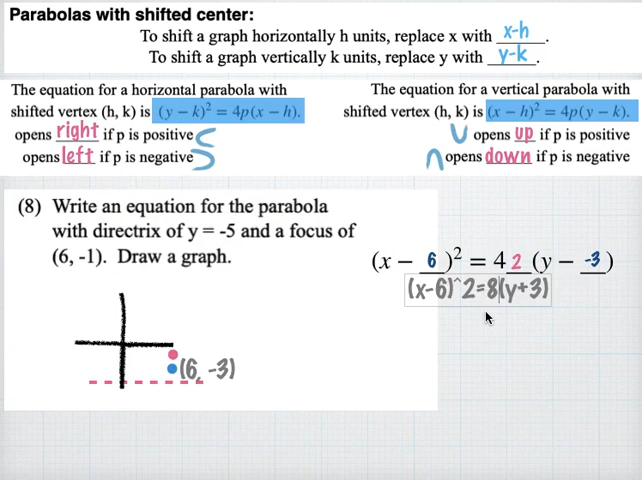 Parabolas with shifted center:
To shift a graph horizontally h units, replace x with x-h.
To shift a graph vertically k units, replace y with y-k.
The equation for a horizontal parabola with
shifted vertex (h, k) is (y − k)² = 4p(x − h).
opens right if p is positive
opens left if p is negative
The equation for a vertical parabola with
shifted vertex (h, k) is (x − h)² = 4p(y − k).
opens up if p is positive
opens down if p is negative
(8) Write an equation for the parabola
with directrix of y = -5 and a focus of
(6, -1). Draw a graph.
(x − 6)² = 4 2 (y − -3)
(x-6)^2=8(y+3)
(6, -3)